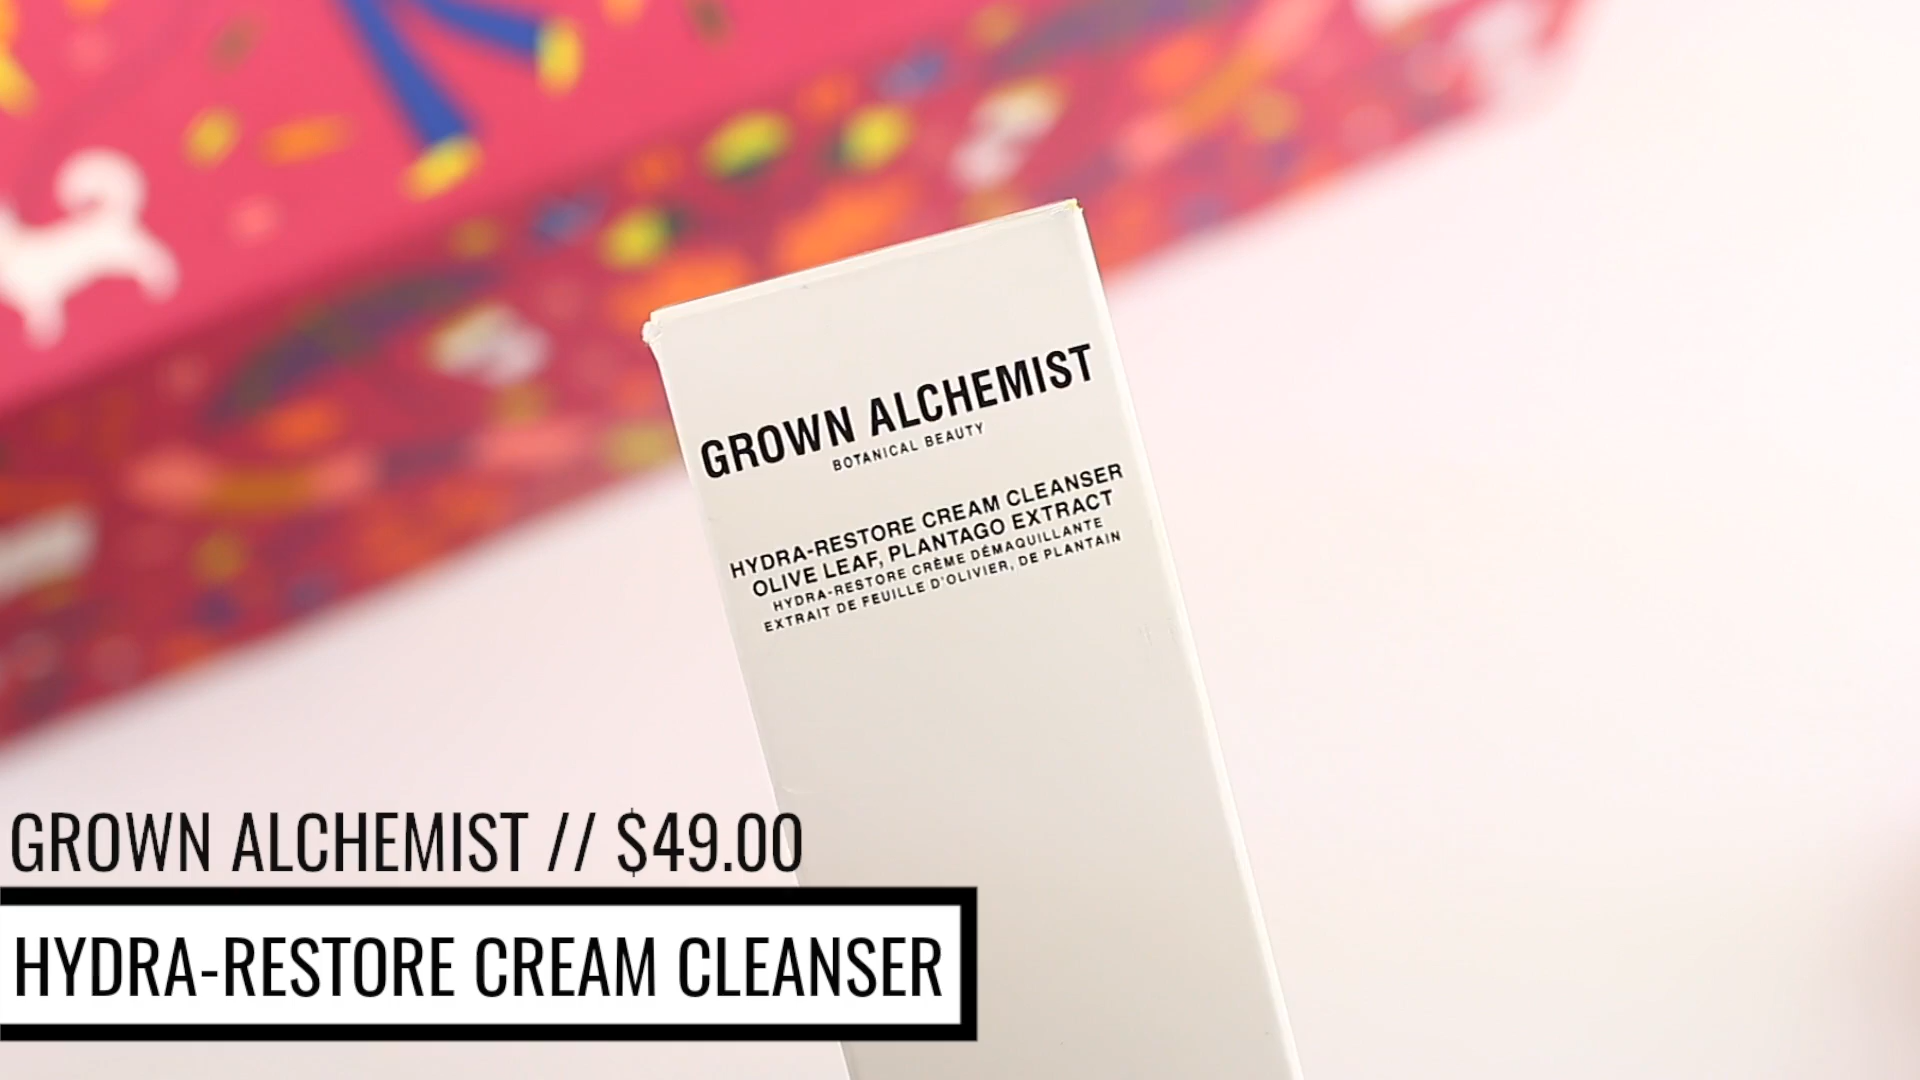 GROWN ALCHEMIST
BOTANICAL BEAUTY
HYDRA-RESTORE CREAM CLEANSER
OLIVE LEAF, PLANTAGO EXTRACT
HYDRA-RESTORE CRÈME DÉMAQUILLANTE
EXTRAIT DE FEUILLE D'OLIVIER, DE PLANTAIN
GROWN ALCHEMIST // $49.00
HYDRA-RESTORE CREAM CLEANSER